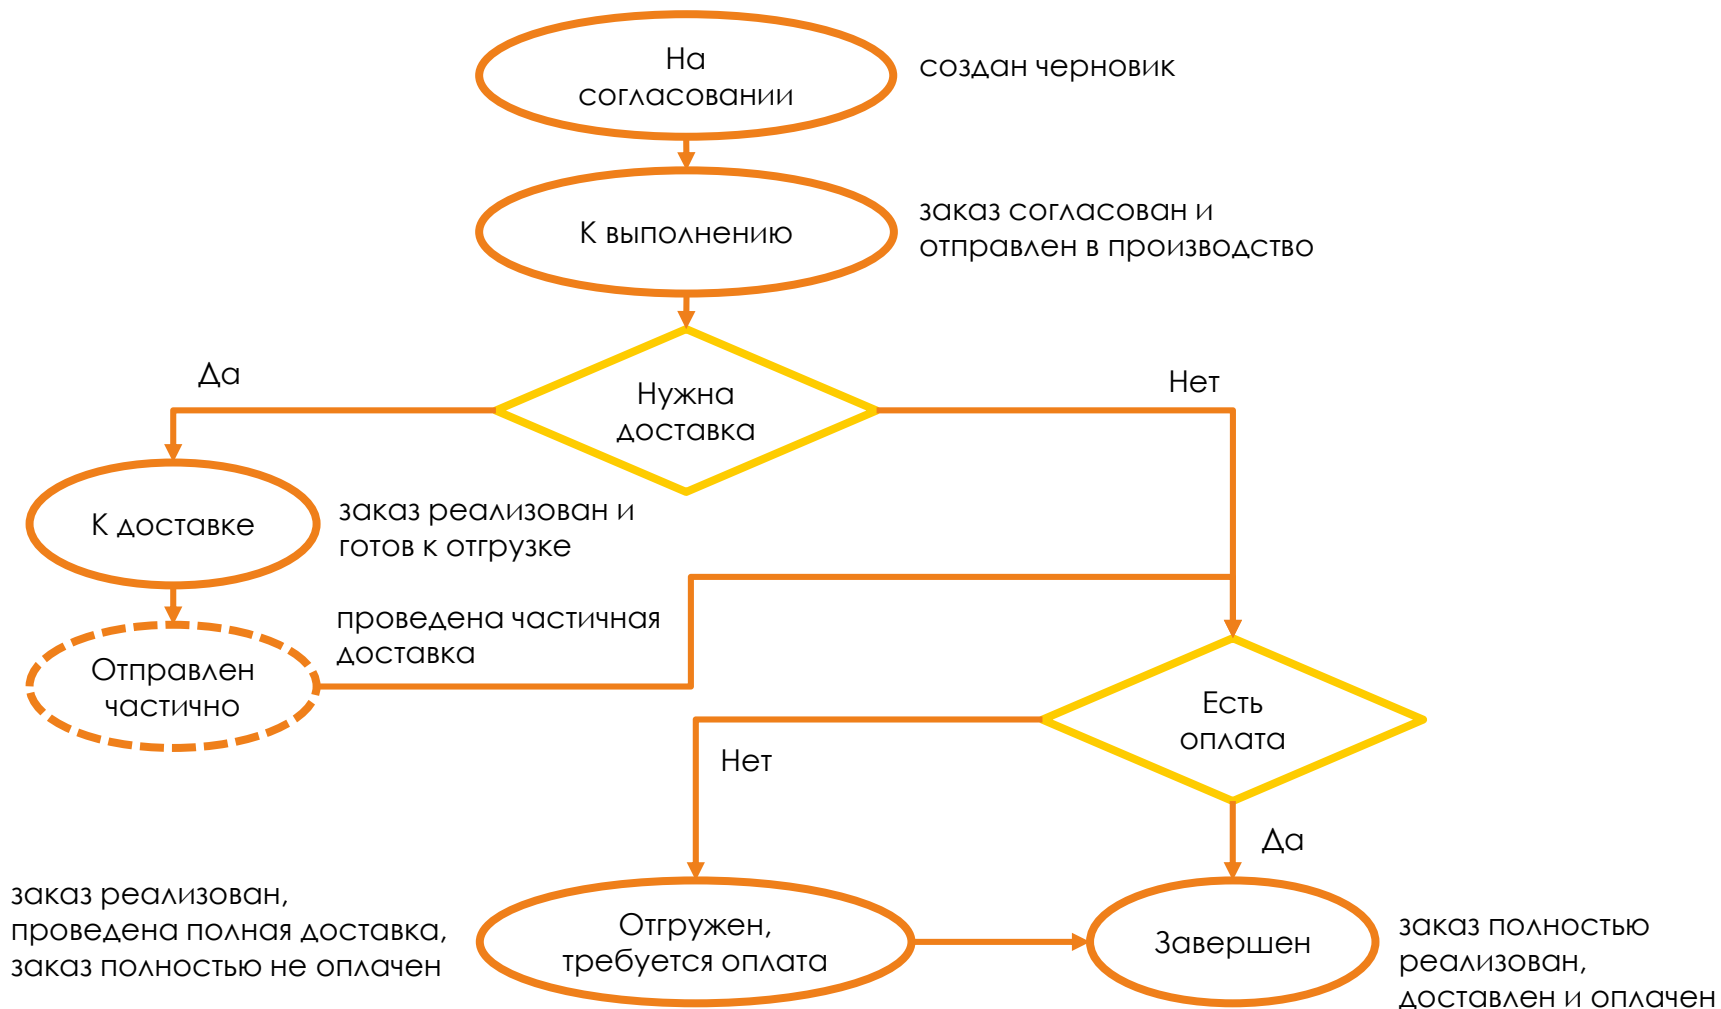 На
согласовании
создан черновик
К выполнению
заказ согласован и
отправлен в производство
Да
Нужна
доставка
Нет
К доставке
заказ реализован и
готов к отгрузке
Отправлен
частично
проведена частичная
доставка
Есть
оплата
Нет
Да
заказ реализован,
проведена полная доставка,
заказ полностью не оплачен
Отгружен,
требуется оплата
Завершен
заказ полностью
реализован,
доставлен и оплачен